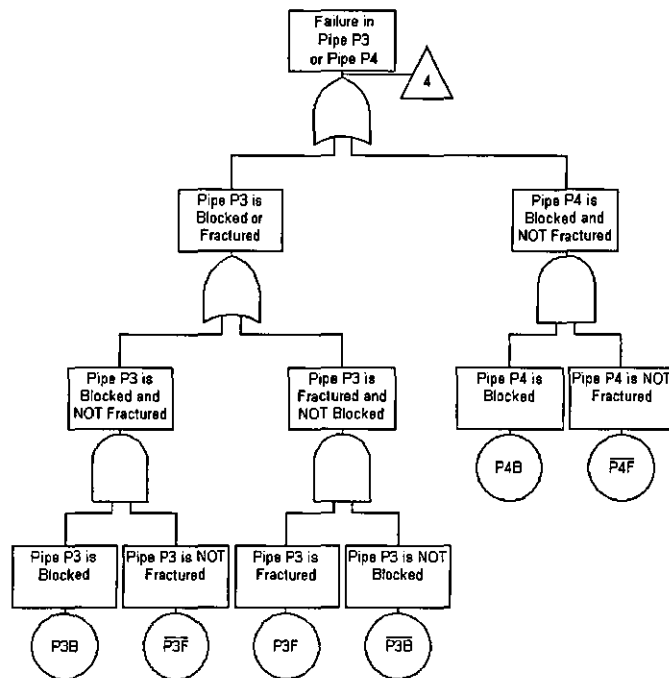 Failure in
Pipe P3
or Pipe P4
4
Pipe P3 is
Blocked or
Fractured
Pipe P4 is
Blocked and
NOT Fractured
Pipe P3 is
Blocked and
NOT Fractured
Pipe P3 is
Fractured and
NOT Blocked
Pipe P4 is
Blocked
Pipe P4 is NOT
Fractured
P4B
P̅4̅F̅
Pipe P3 is
Blocked
Pipe P3 is NOT
Fractured
Pipe P3 is
Fractured
Pipe P3 is NOT
Blocked
P3B
P̅3̅F̅
P3F
P̅3̅B̅